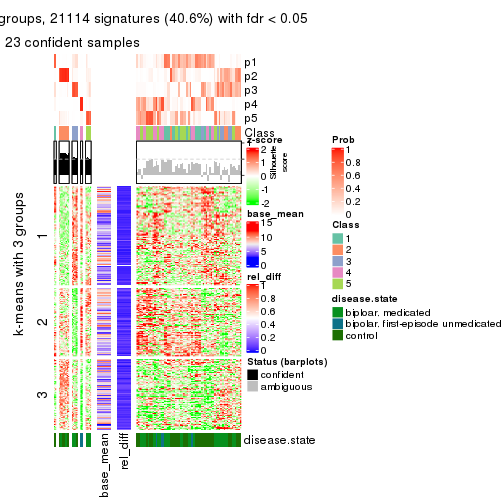 groups, 21114 signatures (40.6%) with fdr < 0.05
23 confident samples
p1
p2
p3
p4
p5
Class
Silhouette
score
k-means with 3 groups
1
2
3
base_mean
rel_diff
disease.state
z-score
2
1
0
-1
-2
base_mean
15
10
5
0
rel_diff
1
0.8
0.6
0.4
0.2
0
Status (barplots)
confident
ambiguous
Prob
1
0.8
0.6
0.4
0.2
0
Class
1
2
3
4
5
disease.state
biploar. medicated
bipolar. first-episode unmedicated
control